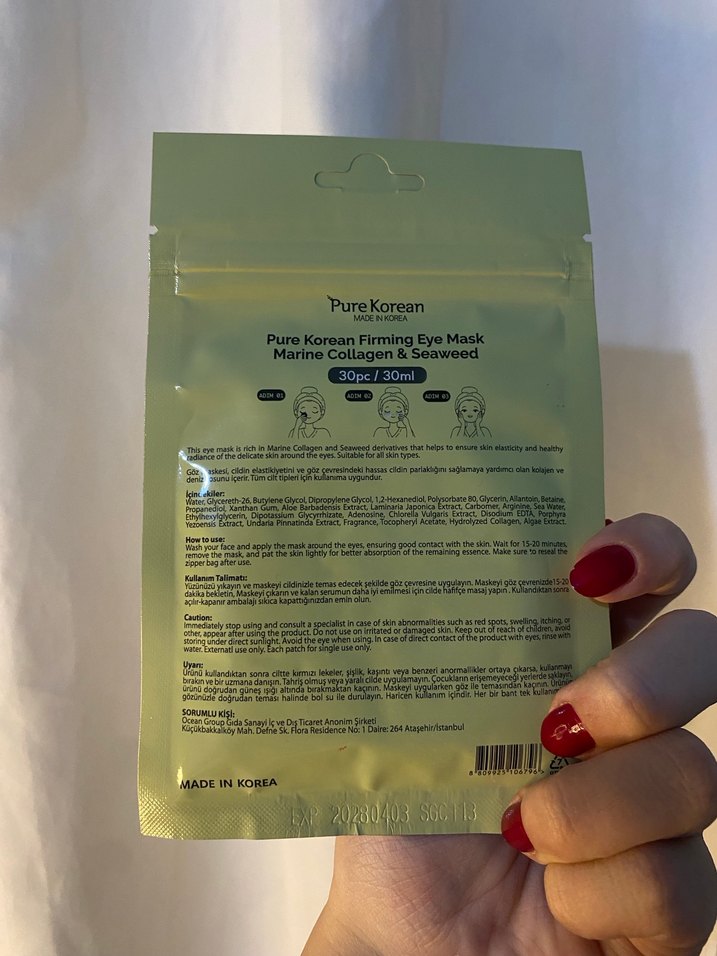 Pure Korean
MADE IN KOREA
Pure Korean Firming Eye Mask
Marine Collagen & Seaweed
30pc / 30ml
ADIM 01 ADIM 02 ADIM 03
This eye mask is rich in Marine Collagen and Seaweed derivatives that helps to ensure skin elasticity and healthy
radiance of the delicate skin around the eyes. Suitable for all skin types.
Göz maskesi, cildin elastikiyetini ve göz çevresindeki hassas cildin parlaklığını sağlamaya yardımcı olan kolajen ve
deniz yosunu içerir. Tüm cilt tipleri için kullanıma uygundur.
İçindekiler:
Water, Glycereth-26, Butylene Glycol, Dipropylene Glycol, 1,2-Hexanediol, Polysorbate 80, Glycerin, Allantoin, Betaine,
Propanediol, Xanthan Gum, Aloe Barbadensis Extract, Laminaria Japonica Extract, Carbomer, Arginine, Sea Water,
Ethylhexylglycerin, Dipotassium Glycyrrhizate, Adenosine, Chlorella Vulgaris Extract, Disodium EDTA, Porphyra
Yezoensis Extract, Undaria Pinnatinda Extract, Fragrance, Tocopheryl Acetate, Hydrolyzed Collagen, Algae Extract.
How to use:
Wash your face and apply the mask around the eyes, ensuring good contact with the skin. Wait for 15-20 minutes,
remove the mask, and pat the skin lightly for better absorption of the remaining essence. Make sure to reseal the
zipper bag after use.
Kullanım Talimatı:
Yüzünüzü yıkayın ve maskeyi cildinizle temas edecek şekilde göz çevresine uygulayın. Maskeyi göz çevrenizde 15-20
dakika bekletin, Maskeyi çıkarın ve kalan serumun daha iyi emilmesi için cilde hafifçe masaj yapın. Kullandıktan sonra
açılır-kapanır ambalajı sıkıca kapattığınızdan emin olun.
Caution:
Immediately stop using and consult a specialist in case of skin abnormalities such as red spots, swelling, itching, or
other, appear after using the product. Do not use on irritated or damaged skin. Keep out of reach of children, avoid
storing under direct sunlight. Avoid the eye when using. In case of direct contact of the product with eyes, rinse with
water. Externatl use only. Each patch for single use only.
Uyarı:
Ürünü kullandıktan sonra ciltte kırmızı lekeler, şişlik, kaşıntı veya benzeri anormallikler ortaya çıkarsa, kullanmayı
bırakın ve bir uzmana danışın. Tahriş olmuş veya yaralı cilde uygulamayın. Çocukların erişemeyeceği yerlerde saklayın,
ürünü doğrudan güneş ışığı altında bırakmaktan kaçının. Maskeyi uygularken göz ile temasından kaçının. Ürünün
gözünüzle doğrudan teması halinde bol su ile durulayın. Haricen kullanım içindir. Her bir bant tek kullanım
SORUMLU KİŞİ:
Ocean Group Gıda Sanayi İç ve Dış Ticaret Anonim Şirketi
Küçükbakkalköy Mah. Defne Sk. Flora Residence No: 1 Daire: 264 Ataşehir/İstanbul
8 809925 106796 >
MADE IN KOREA
EXP 20280403 SGC113